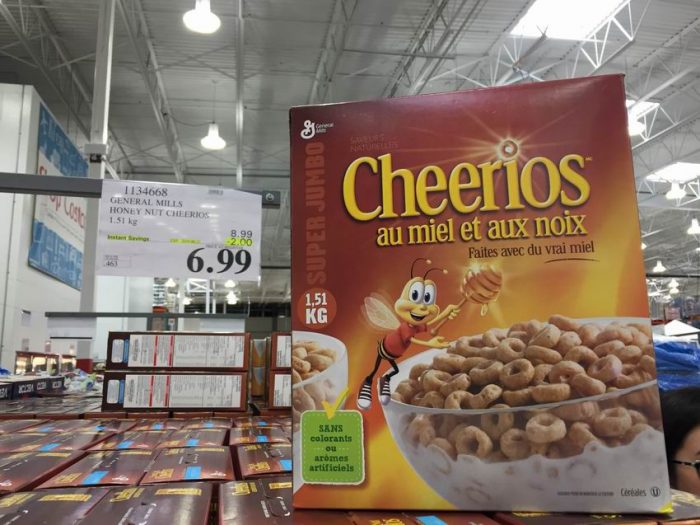 1134668
GENERAL MILLS
HONEY NUT CHEERIOS
1.51 kg
8.99
Instant Savings
-2.00
6.99
.463
General
Mills
SAVEURS
NATURELLES
Cheerios
au miel et aux noix
Faites avec du vrai miel
SUPER JUMBO
1,51
KG
SANS
colorants
ou
arômes
artificiels
Céréales